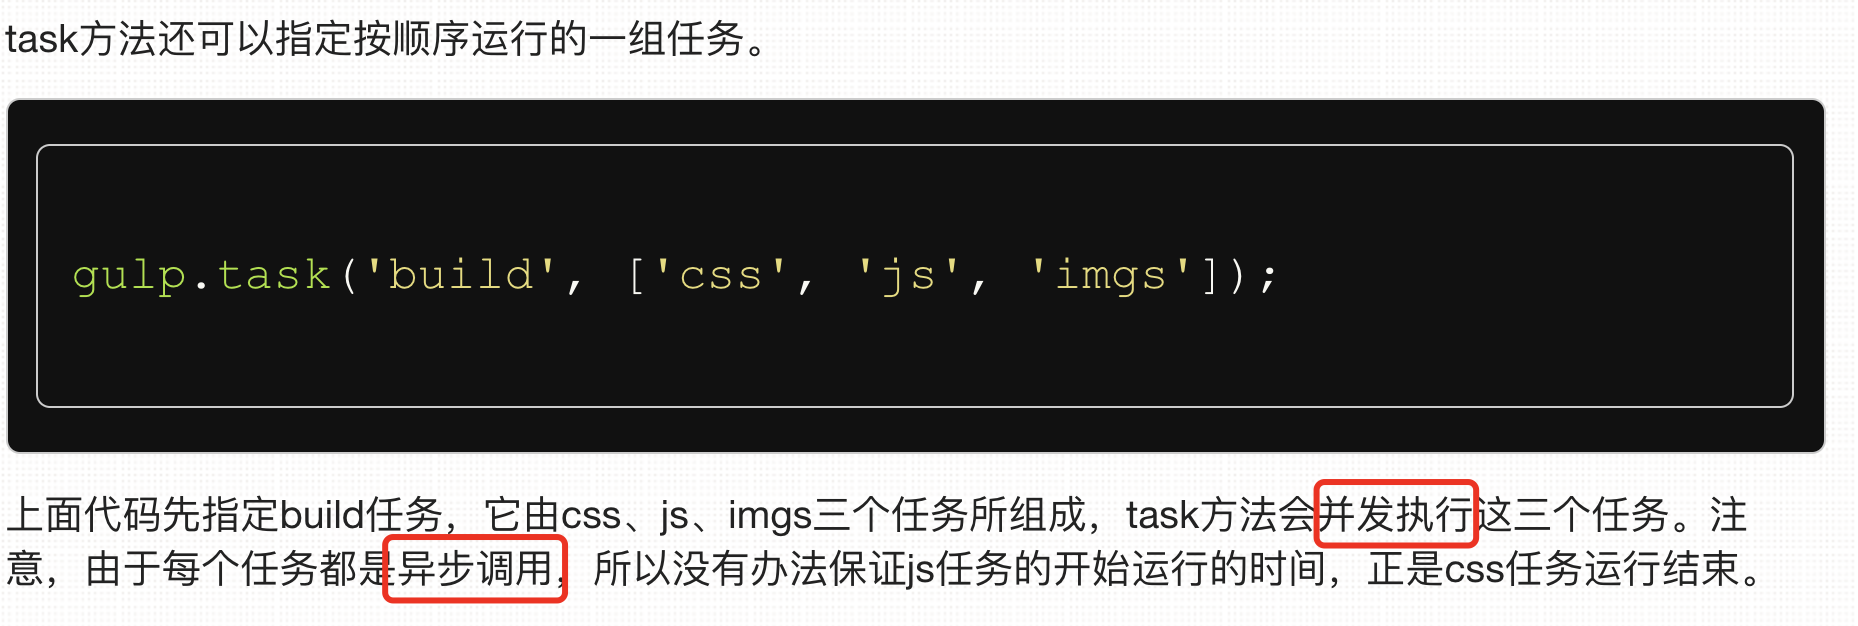 task方法还可以指定按顺序运行的一组任务。
gulp.task('build', ['css', 'js', 'imgs']);
上面代码先指定build任务，它由css、js、imgs三个任务所组成，task方法会并发执行这三个任务。注
意，由于每个任务都是异步调用，所以没有办法保证js任务的开始运行的时间，正是css任务运行结束。